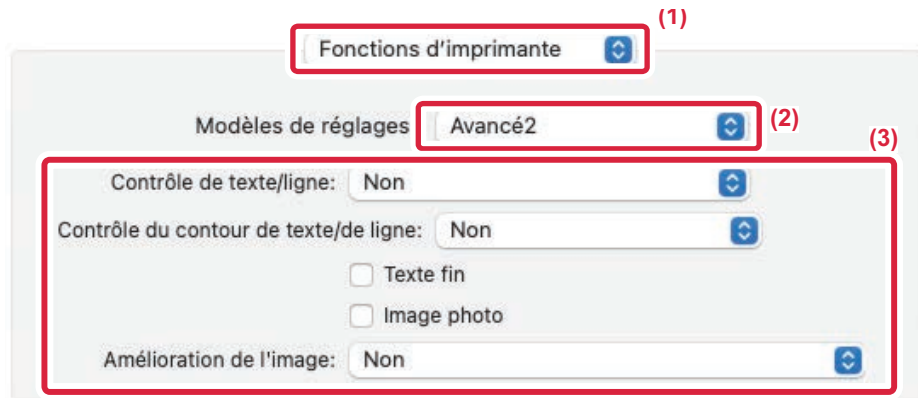 (1)
Fonctions d’imprimante
Modèles de réglages Avancé2 (2)
(3)
Contrôle de texte/ligne: Non
Contrôle du contour de texte/de ligne: Non
Texte fin
Image photo
Amélioration de l'image: Non